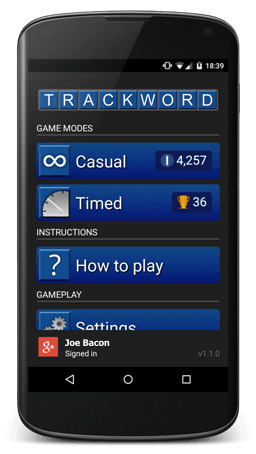 18:39
TRACKWORD
GAME MODES
Casual 4,257
Timed 36
INSTRUCTIONS
? How to play
GAMEPLAY
Settings
g+ Joe Bacon
Signed in v1.1.0